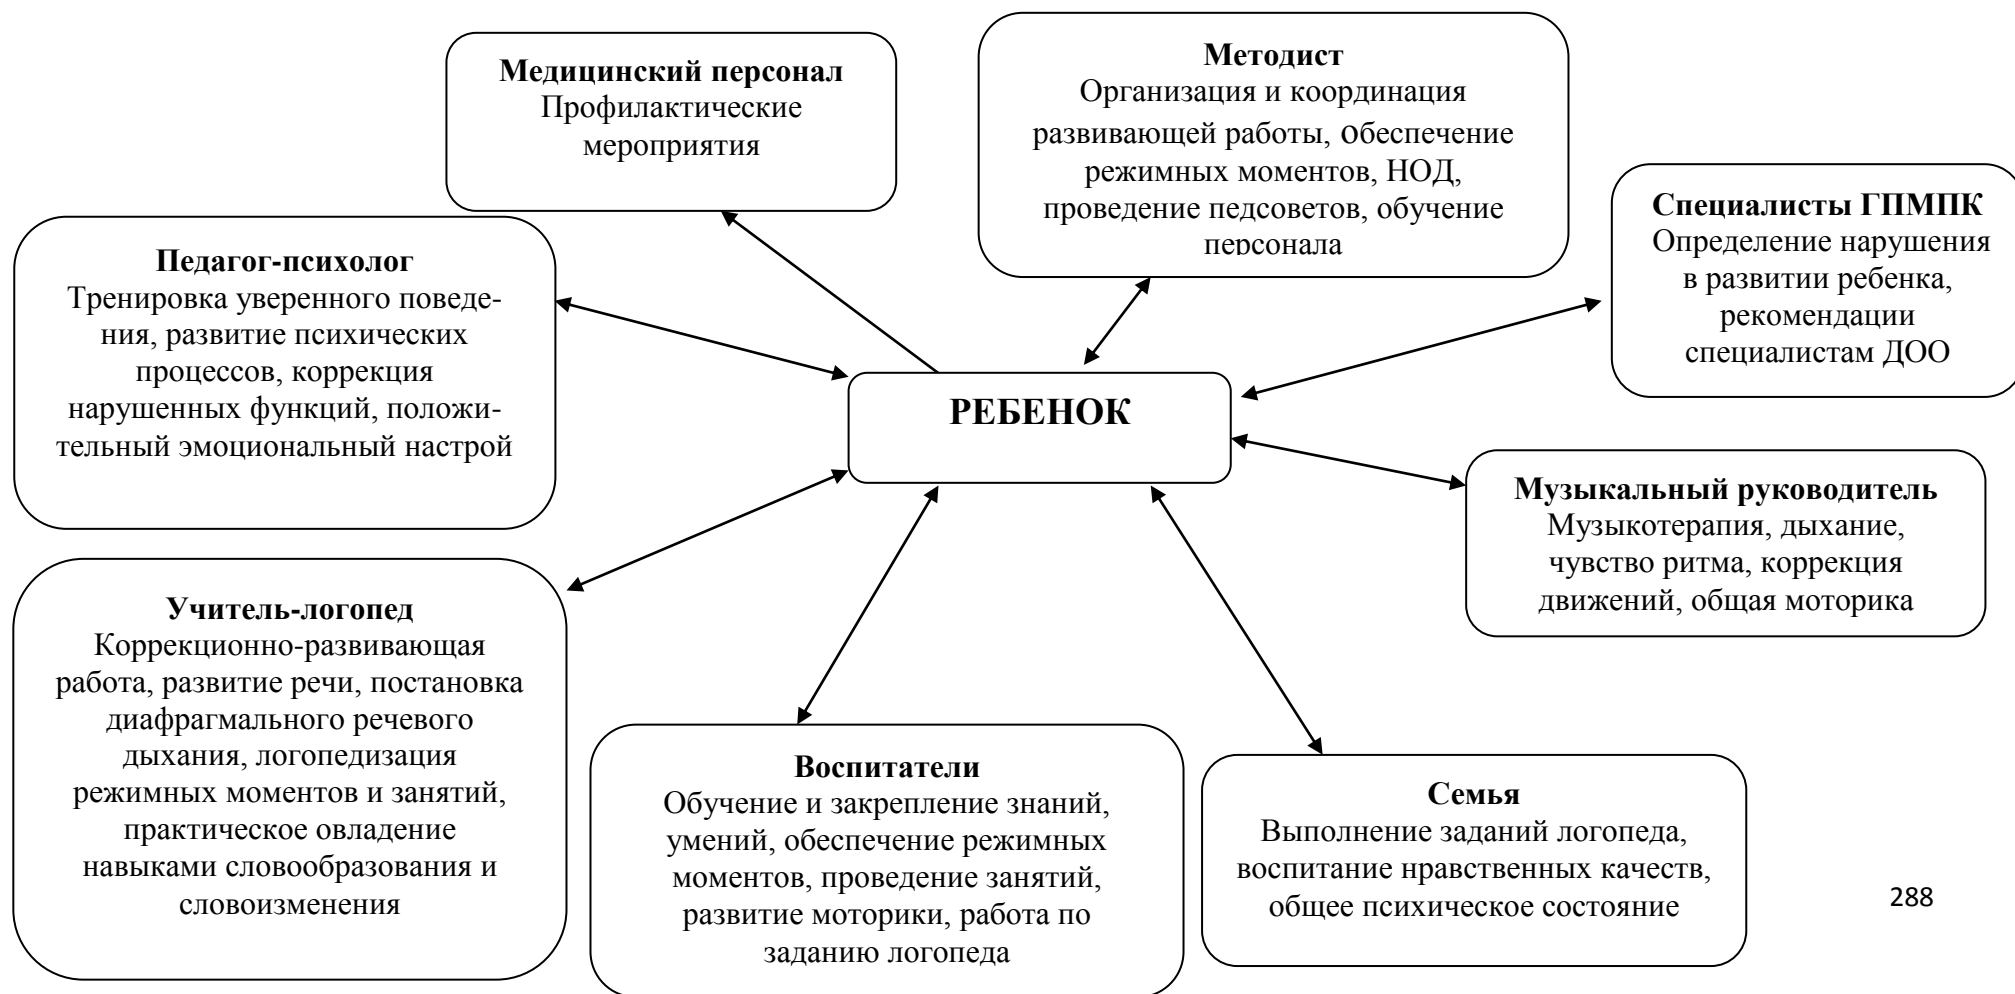 Медицинский персонал
Профилактические
мероприятия
Методист
Организация и координация
развивающей работы, обеспечение
режимных моментов, НОД,
проведение педсоветов, обучение
персонала
Специалисты ГПМПК
Определение нарушения
в развитии ребенка,
рекомендации
специалистам ДОО
Педагог-психолог
Тренировка уверенного поведе-
ния, развитие психических
процессов, коррекция
нарушенных функций, положи-
тельный эмоциональный настрой
РЕБЕНОК
Музыкальный руководитель
Музыкотерапия, дыхание,
чувство ритма, коррекция
движений, общая моторика
Учитель-логопед
Коррекционно-развивающая
работа, развитие речи, постановка
диафрагмального речевого
дыхания, логопедизация
режимных моментов и занятий,
практическое овладение
навыками словообразования и
словоизменения
Воспитатели
Обучение и закрепление знаний,
умений, обеспечение режимных
моментов, проведение занятий,
развитие моторики, работа по
заданию логопеда
Семья
Выполнение заданий логопеда,
воспитание нравственных качеств,
общее психическое состояние
288